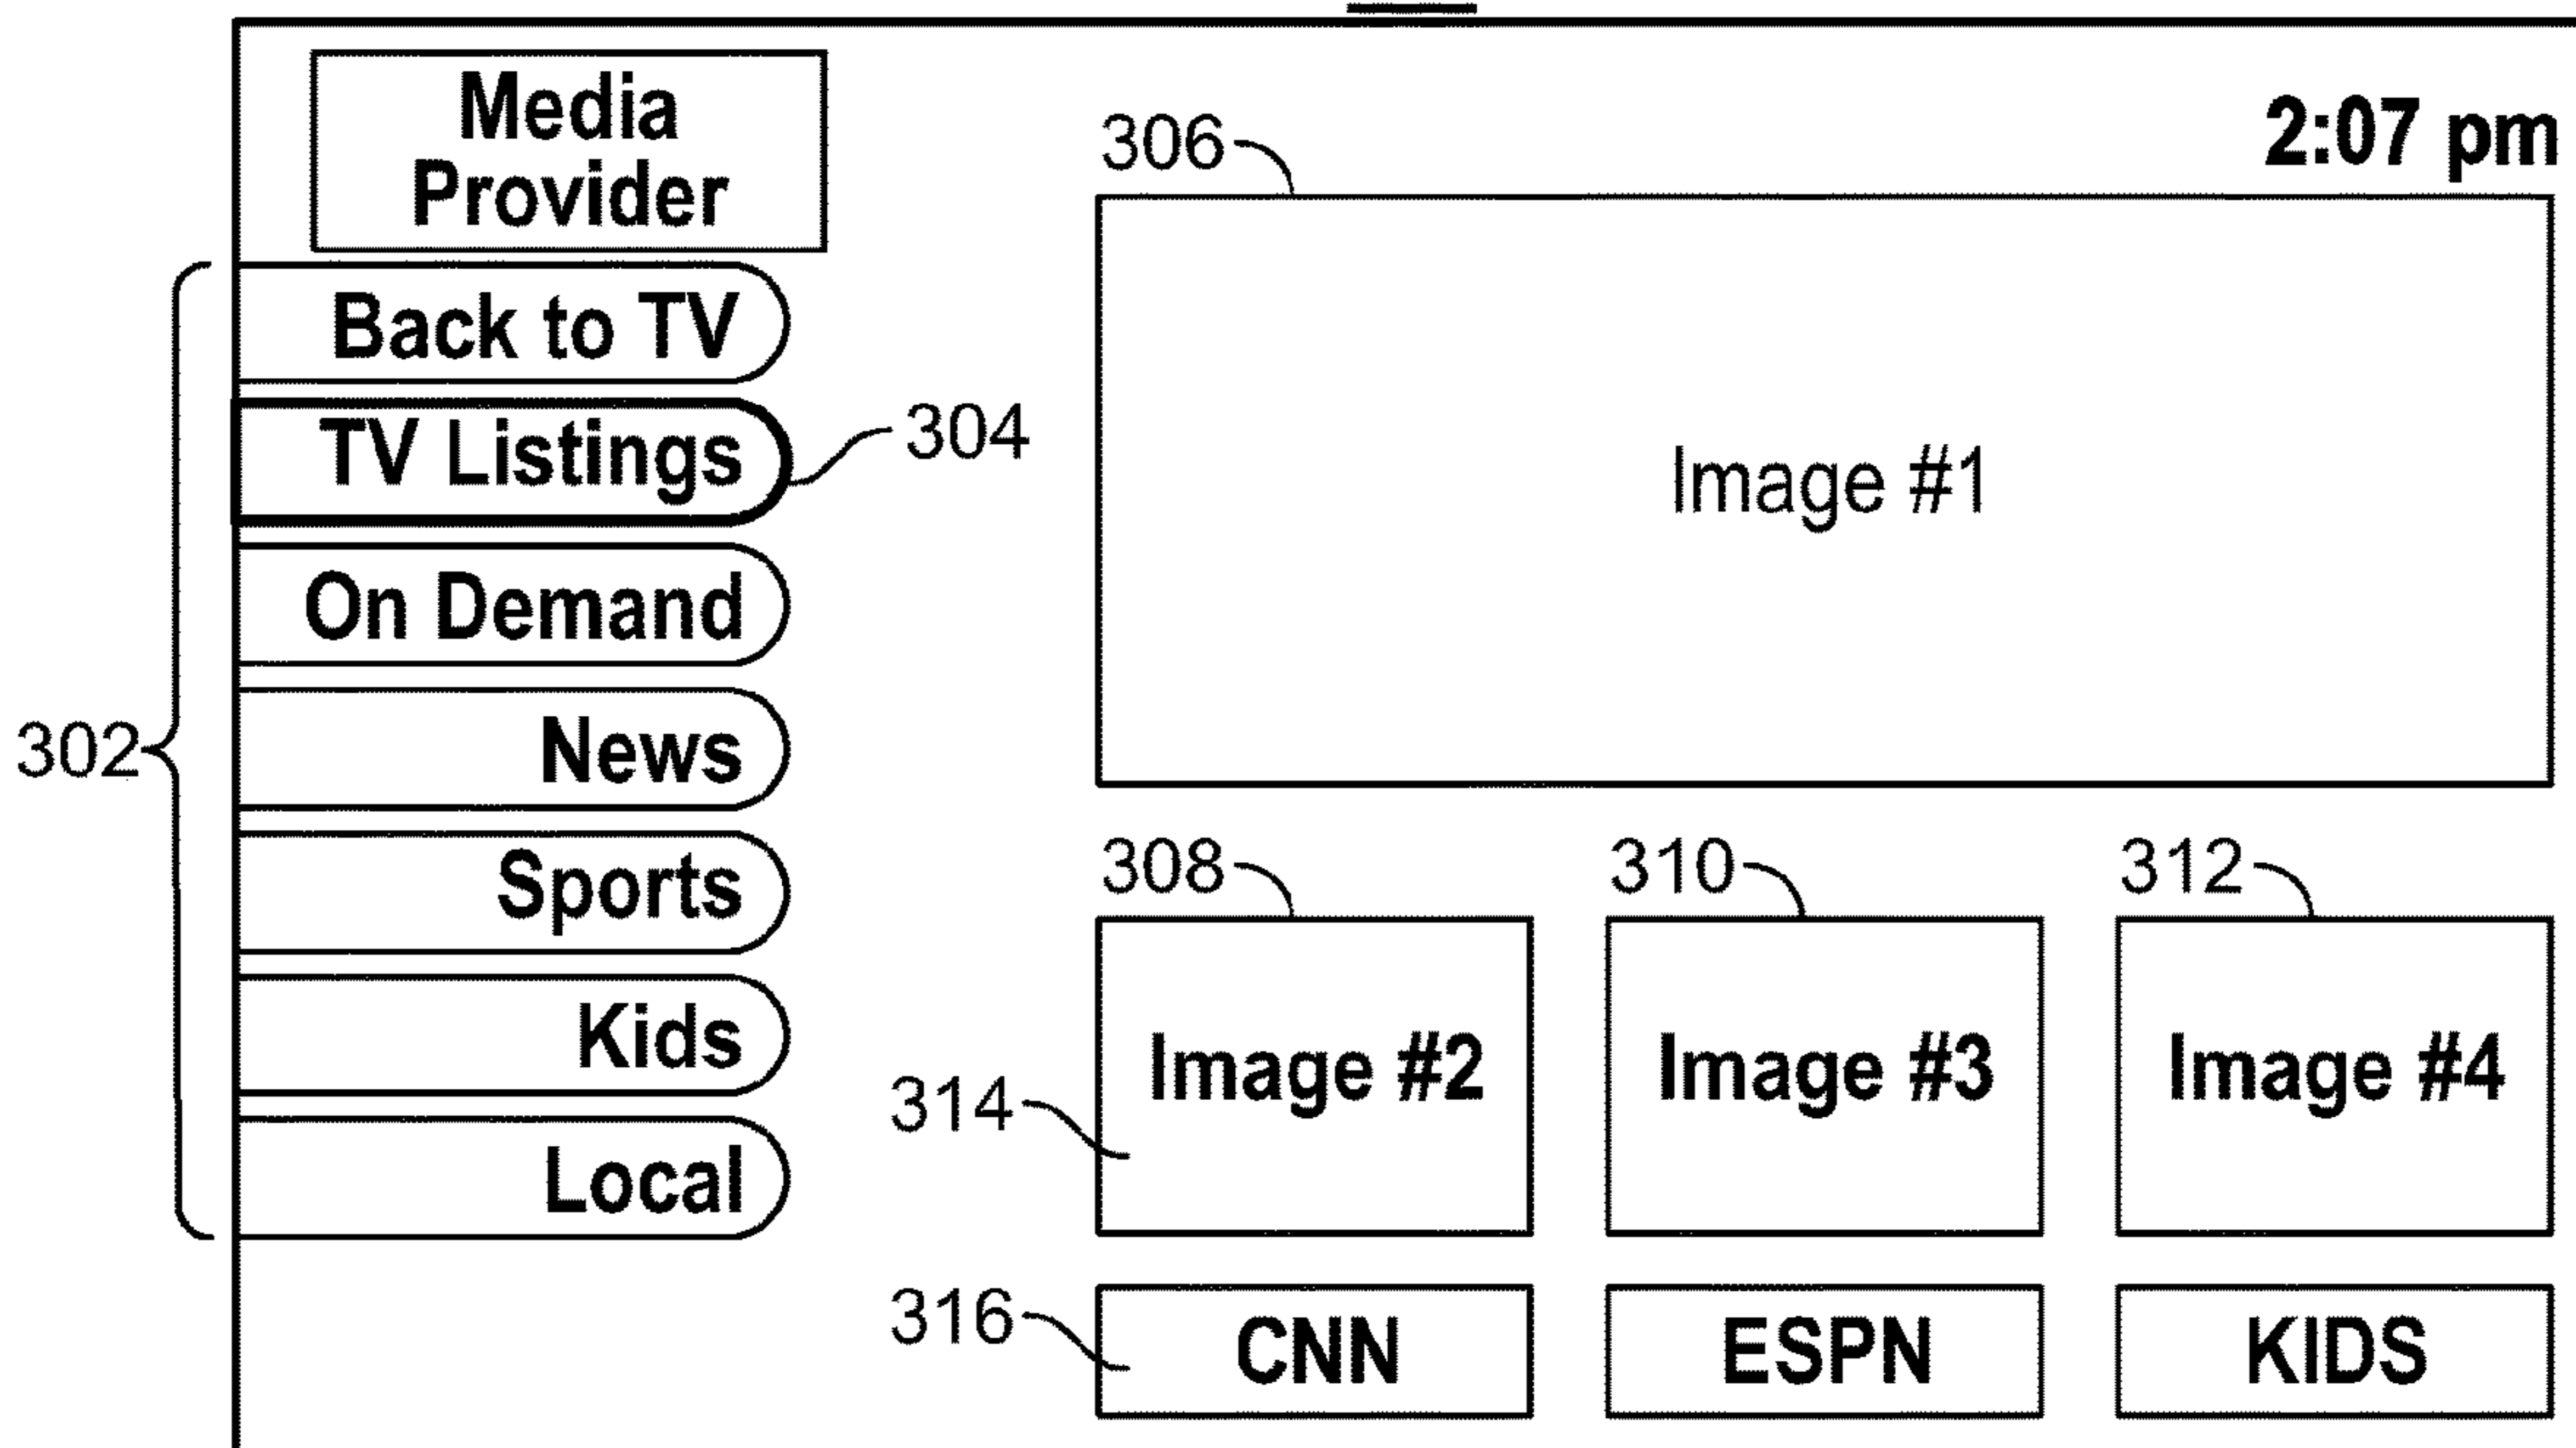 Media
Provider
2:07 pm
306
Back to TV
TV Listings
304
Image #1
On Demand
News
302
Sports
308
310
312
Kids
Image #2
Image #3
Image #4
314
Local
316
CNN
ESPN
KIDS